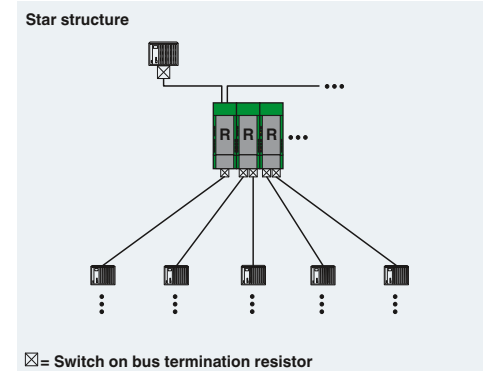 Star structure
R R R
= Switch on bus termination resistor